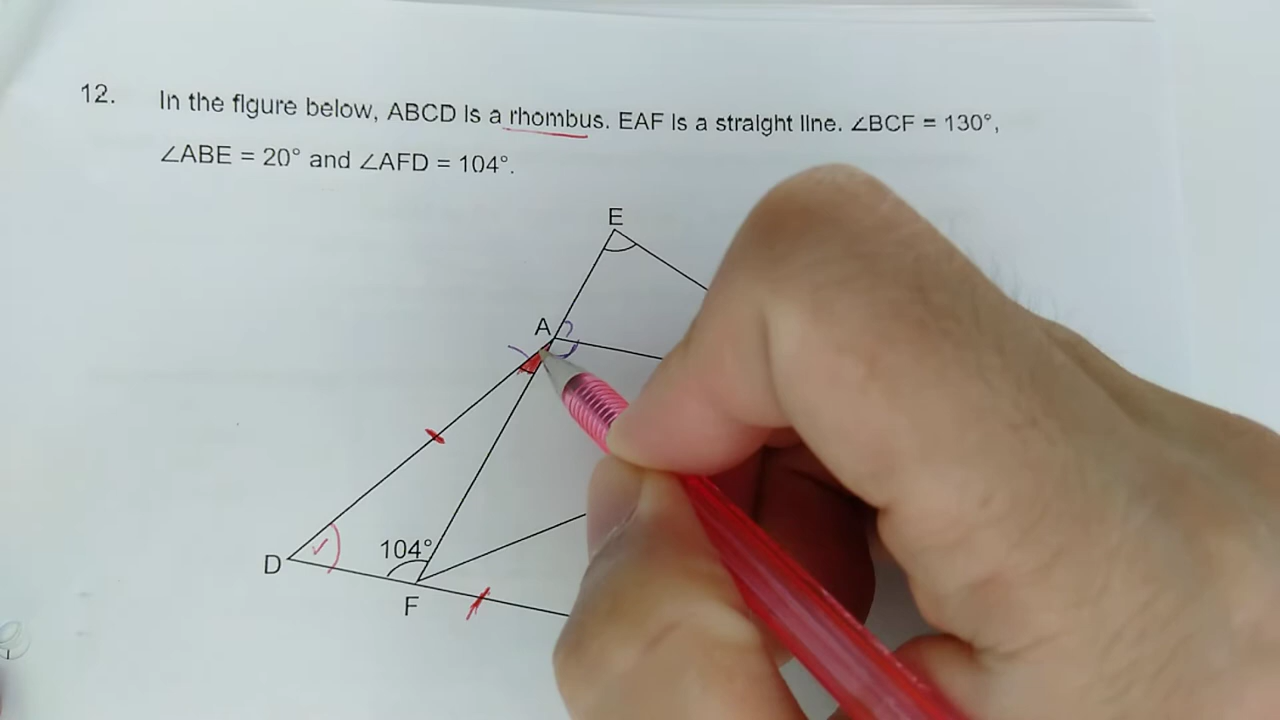 12. In the figure below, ABCD is a rhombus. EAF is a straight line. ∠BCF = 130°,
∠ABE = 20° and ∠AFD = 104°.
E
A
104°
D
F